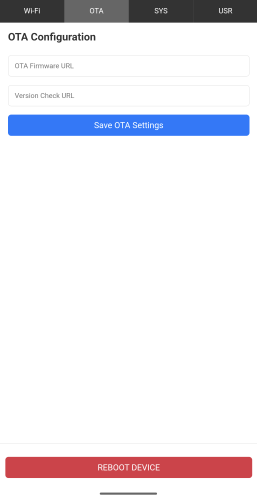 Wi-Fi
OTA
SYS
USR
OTA Configuration
OTA Firmware URL
Version Check URL
Save OTA Settings
REBOOT DEVICE